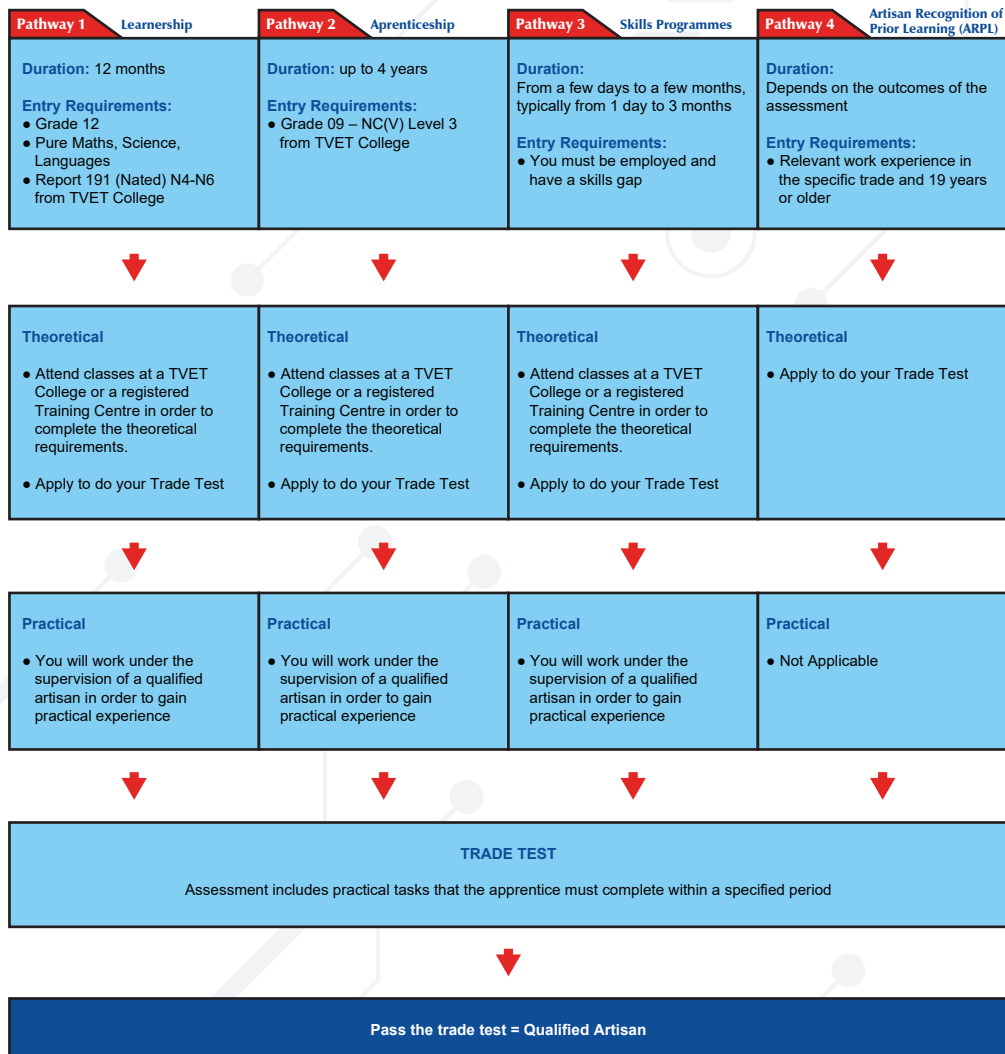 Pathway 1
Learnership
Duration: 12 months
Entry Requirements:
● Grade 12
● Pure Maths, Science,
Languages
● Report 191 (Nated) N4-N6
from TVET College
Pathway 2
Aprenticeship
Duration: up to 4 years
Entry Requirements:
● Grade 09 – NC(V) Level 3
from TVET College
Pathway 3
Skills Programmes
Duration:
From a few days to a few months,
typically from 1 day to 3 months
Entry Requirements:
● You must be employed and
have a skills gap
Pathway 4
Artisan Recognition of
Prior Learning (ARPL)
Duration:
Depends on the outcomes of the
assessment
Entry Requirements:
● Relevant work experience in
the specific trade and 19 years
or older
Theoretical
● Attend classes at a TVET
College or a registered
Training Centre in order to
complete the theoretical
requirements.
● Apply to do your Trade Test
Theoretical
● Attend classes at a TVET
College or a registered
Training Centre in order to
complete the theoretical
requirements.
● Apply to do your Trade Test
Theoretical
● Attend classes at a TVET
College or a registered
Training Centre in order to
complete the theoretical
requirements.
● Apply to do your Trade Test
Theoretical
● Apply to do your Trade Test
Practical
● You will work under the
supervision of a qualified
artisan in order to gain
practical experience
Practical
● You will work under the
supervision of a qualified
artisan in order to gain
practical experience
Practical
● You will work under the
supervision of a qualified
artisan in order to gain
practical experience
Practical
● Not Applicable
TRADE TEST
Assessment includes practical tasks that the apprentice must complete within a specified period
Pass the trade test = Qualified Artisan